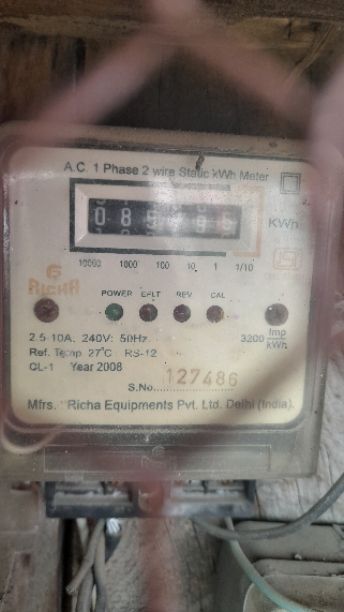 A.C. 1 Phase 2 wire Static kWh Meter
KWh
10000 1000 100 10 1 1/10
RICHA
POWER EFLT REV CAL
2.5-10A, 240V: 50Hz, 3200 Imp/kWh
Ref. Temp. 27°C RS-12
CL-1 Year 2008
S.No. 127486
Mfrs. Richa Equipments Pvt. Ltd. Delhi (India).